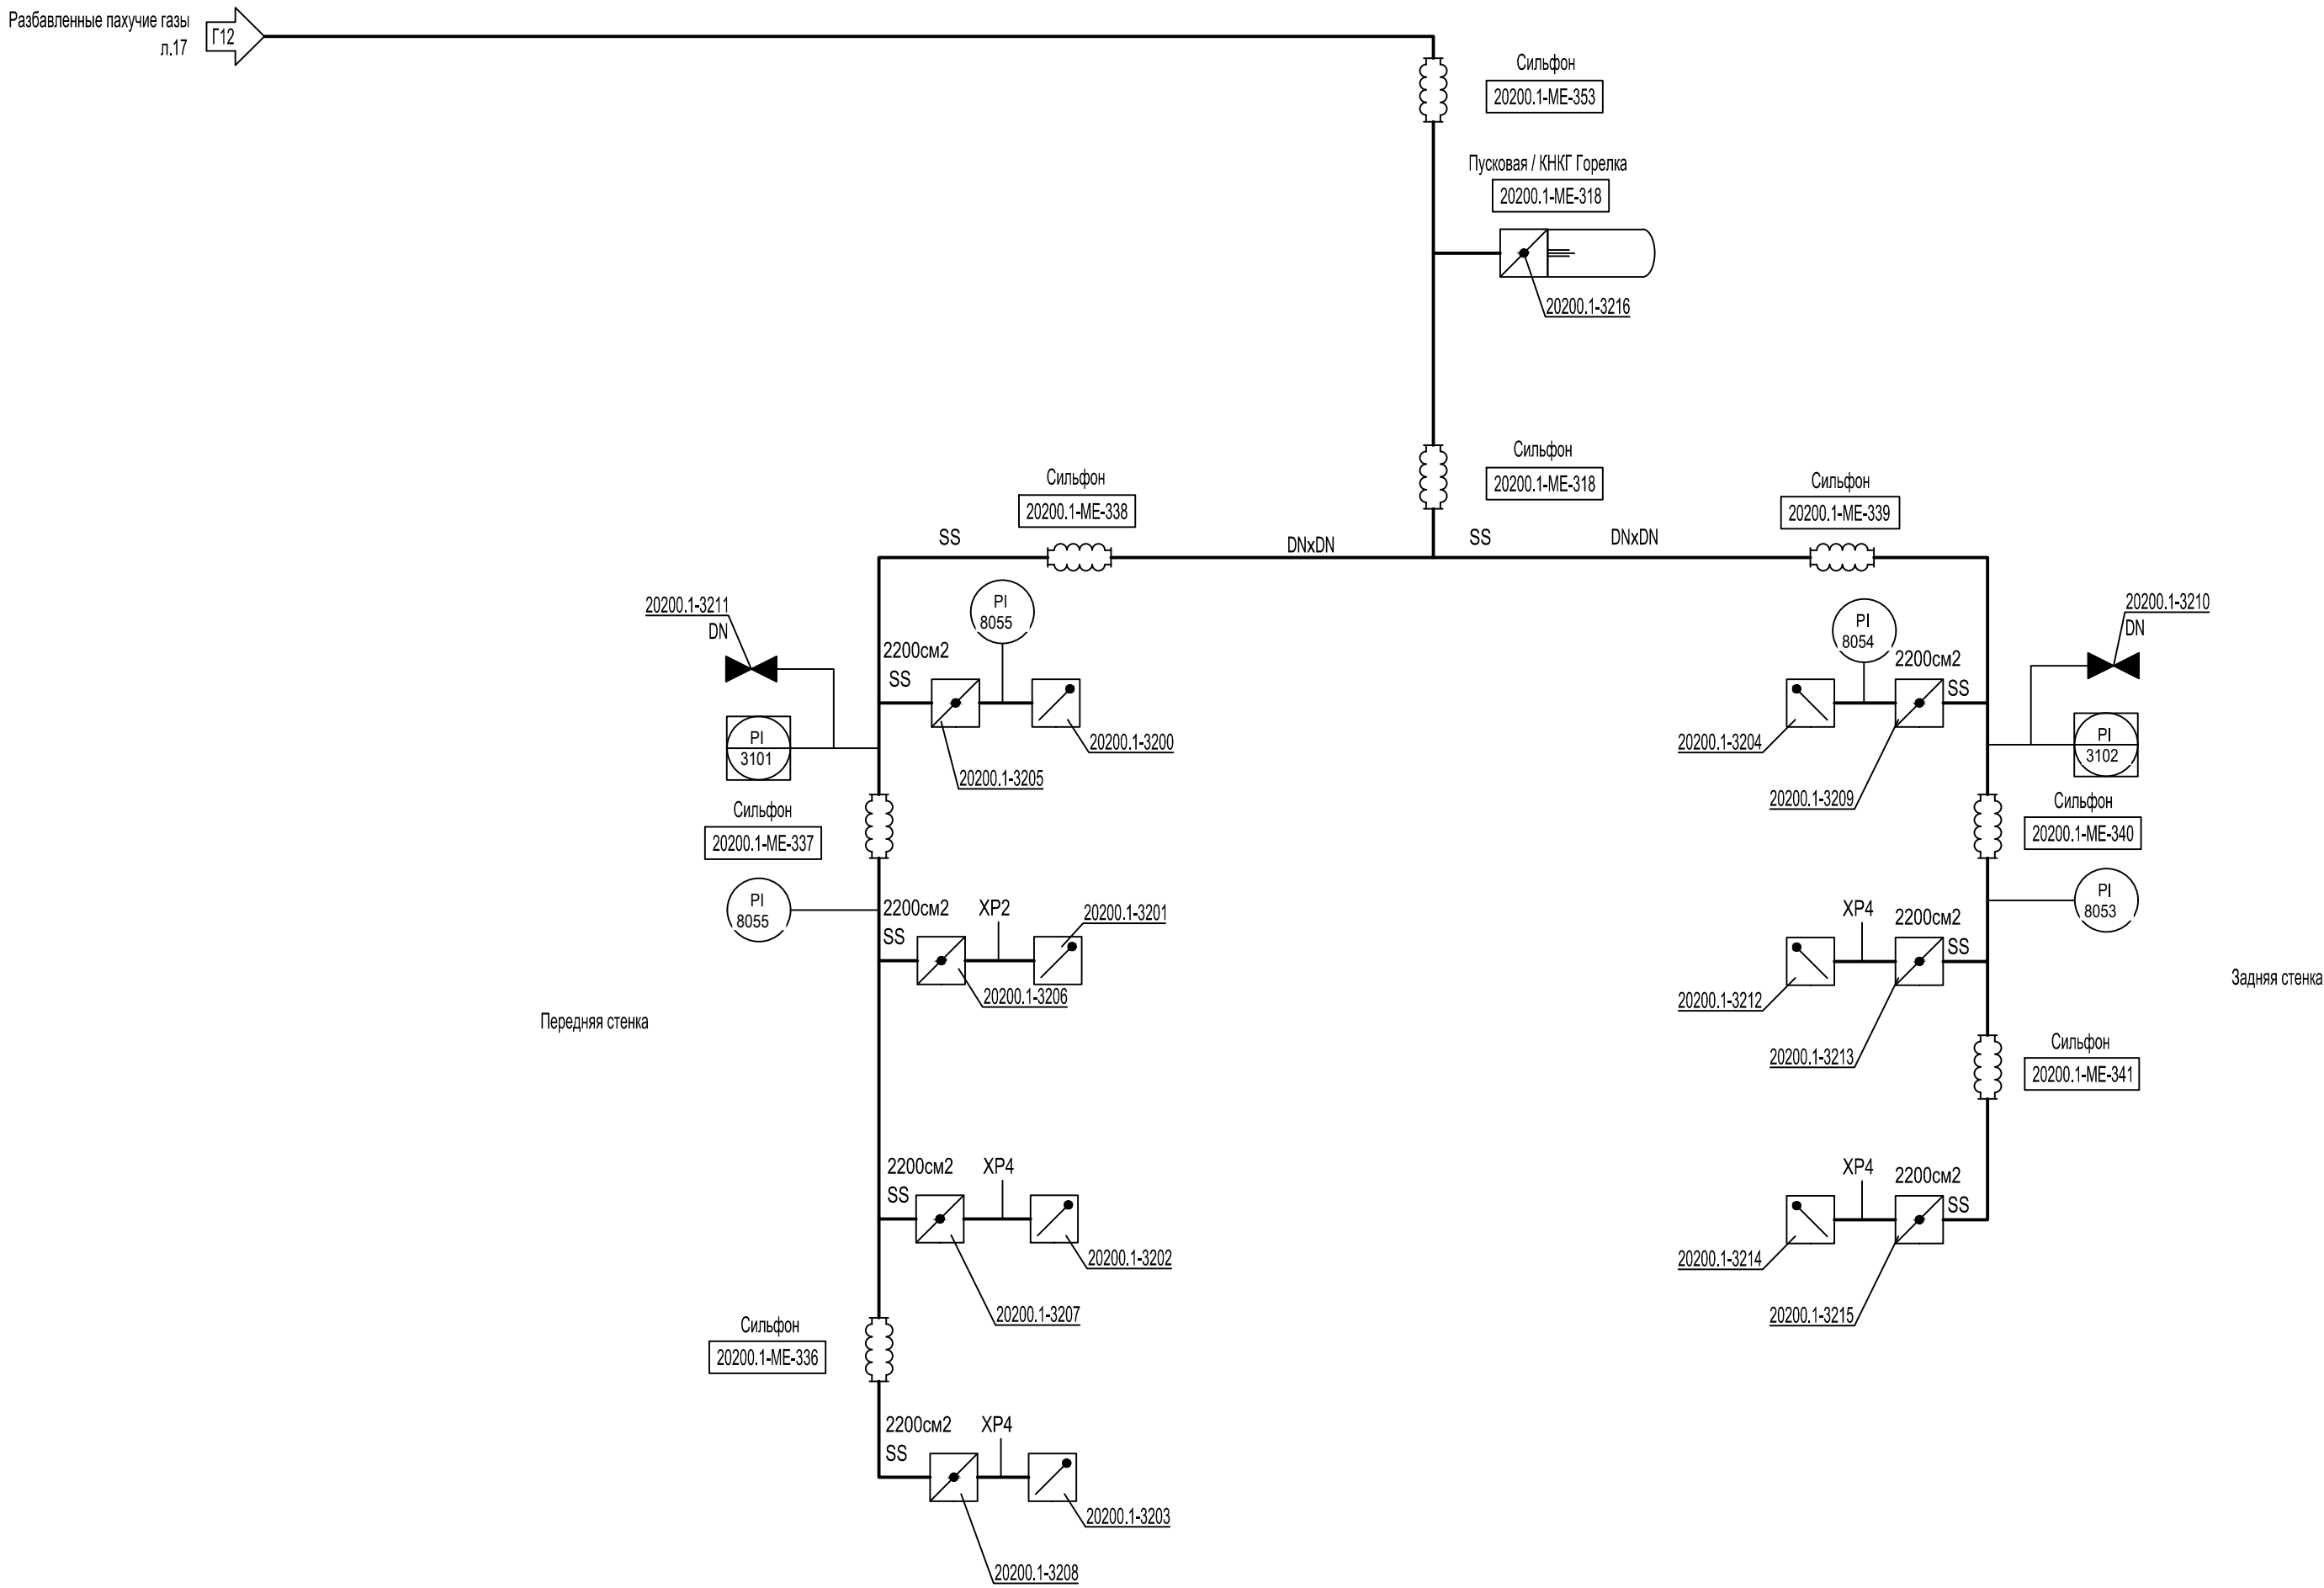 Разбавленные пахучие газы
л.17
Г12
Сильфон
20200.1-МЕ-353
Пусковая / КНКГ Горелка
20200.1-МЕ-318
20200.1-3216
Сильфон
20200.1-МЕ-318
Сильфон
20200.1-МЕ-338
Сильфон
20200.1-МЕ-339
SS
DNxDN
SS
DNxDN
20200.1-3211
DN
PI
8055
2200см2
SS
20200.1-3200
20200.1-3205
PI
3101
Сильфон
20200.1-МЕ-337
PI
8055
2200см2
SS
XP2
20200.1-3201
20200.1-3206
Передняя стенка
2200см2
SS
XP4
20200.1-3202
20200.1-3207
Сильфон
20200.1-МЕ-336
2200см2
SS
XP4
20200.1-3203
20200.1-3208
PI
8054
2200см2
SS
20200.1-3204
20200.1-3209
20200.1-3210
DN
PI
3102
Сильфон
20200.1-МЕ-340
PI
8053
XP4
2200см2
SS
20200.1-3212
20200.1-3213
Задняя стенка
Сильфон
20200.1-МЕ-341
XP4
2200см2
SS
20200.1-3214
20200.1-3215